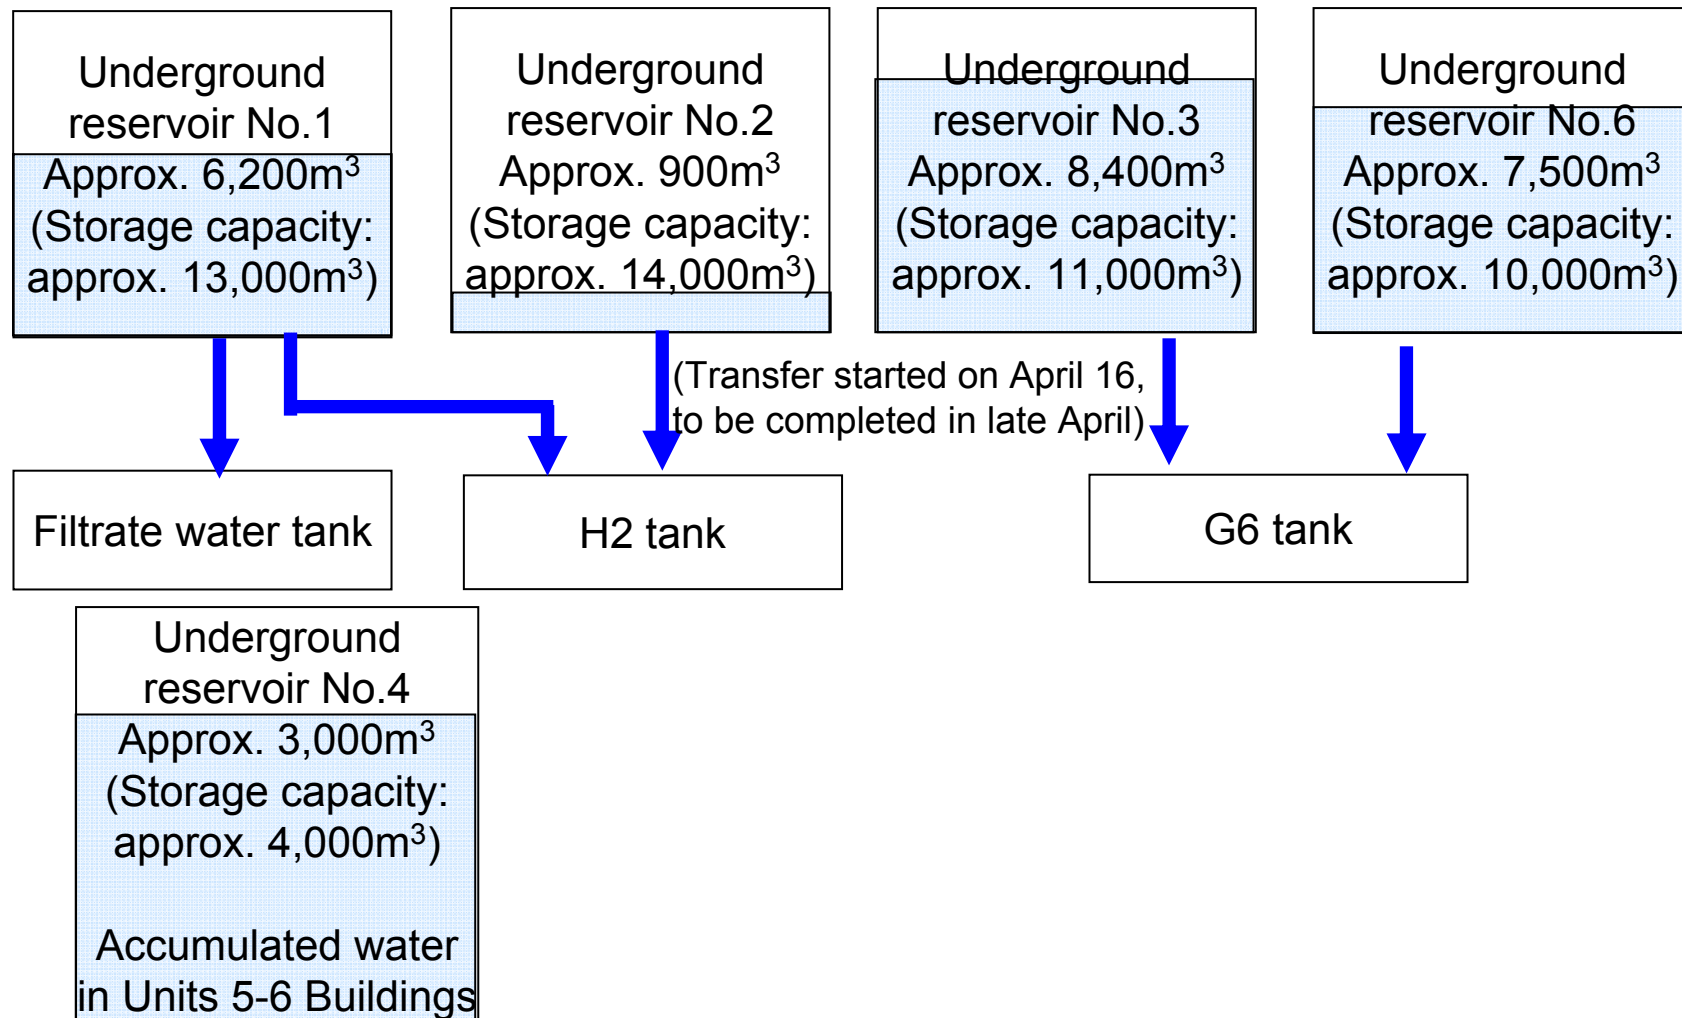 Underground
reservoir No.1
Approx. 6,200m³
(Storage capacity:
approx. 13,000m³)
Underground
reservoir No.2
Approx. 900m³
(Storage capacity:
approx. 14,000m³)
Underground
reservoir No.3
Approx. 8,400m³
(Storage capacity:
approx. 11,000m³)
Underground
reservoir No.6
Approx. 7,500m³
(Storage capacity:
approx. 10,000m³)
(Transfer started on April 16,
to be completed in late April)
Filtrate water tank
H2 tank
G6 tank
Underground
reservoir No.4
Approx. 3,000m³
(Storage capacity:
approx. 4,000m³)
Accumulated water
in Units 5-6 Buildings